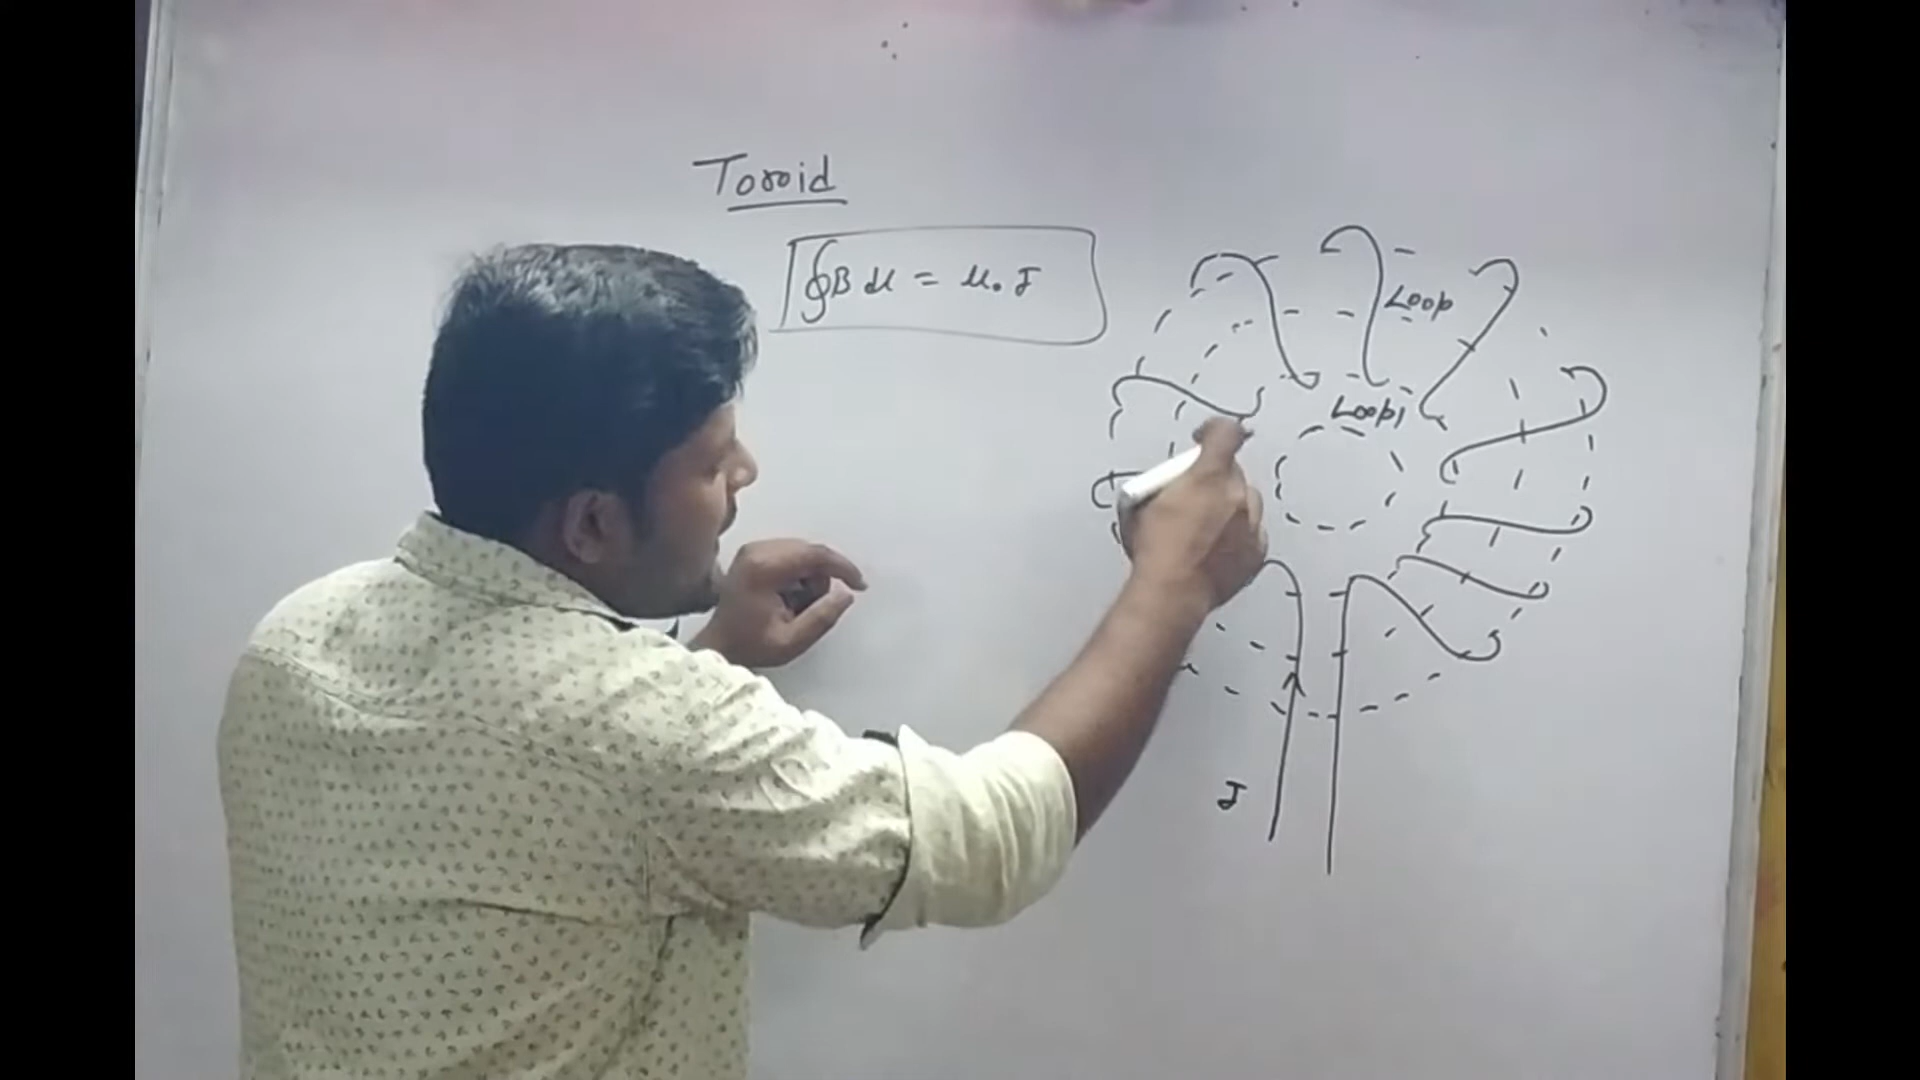 Toroid
∮B dl = μ₀ I
Loop
Loop1
I